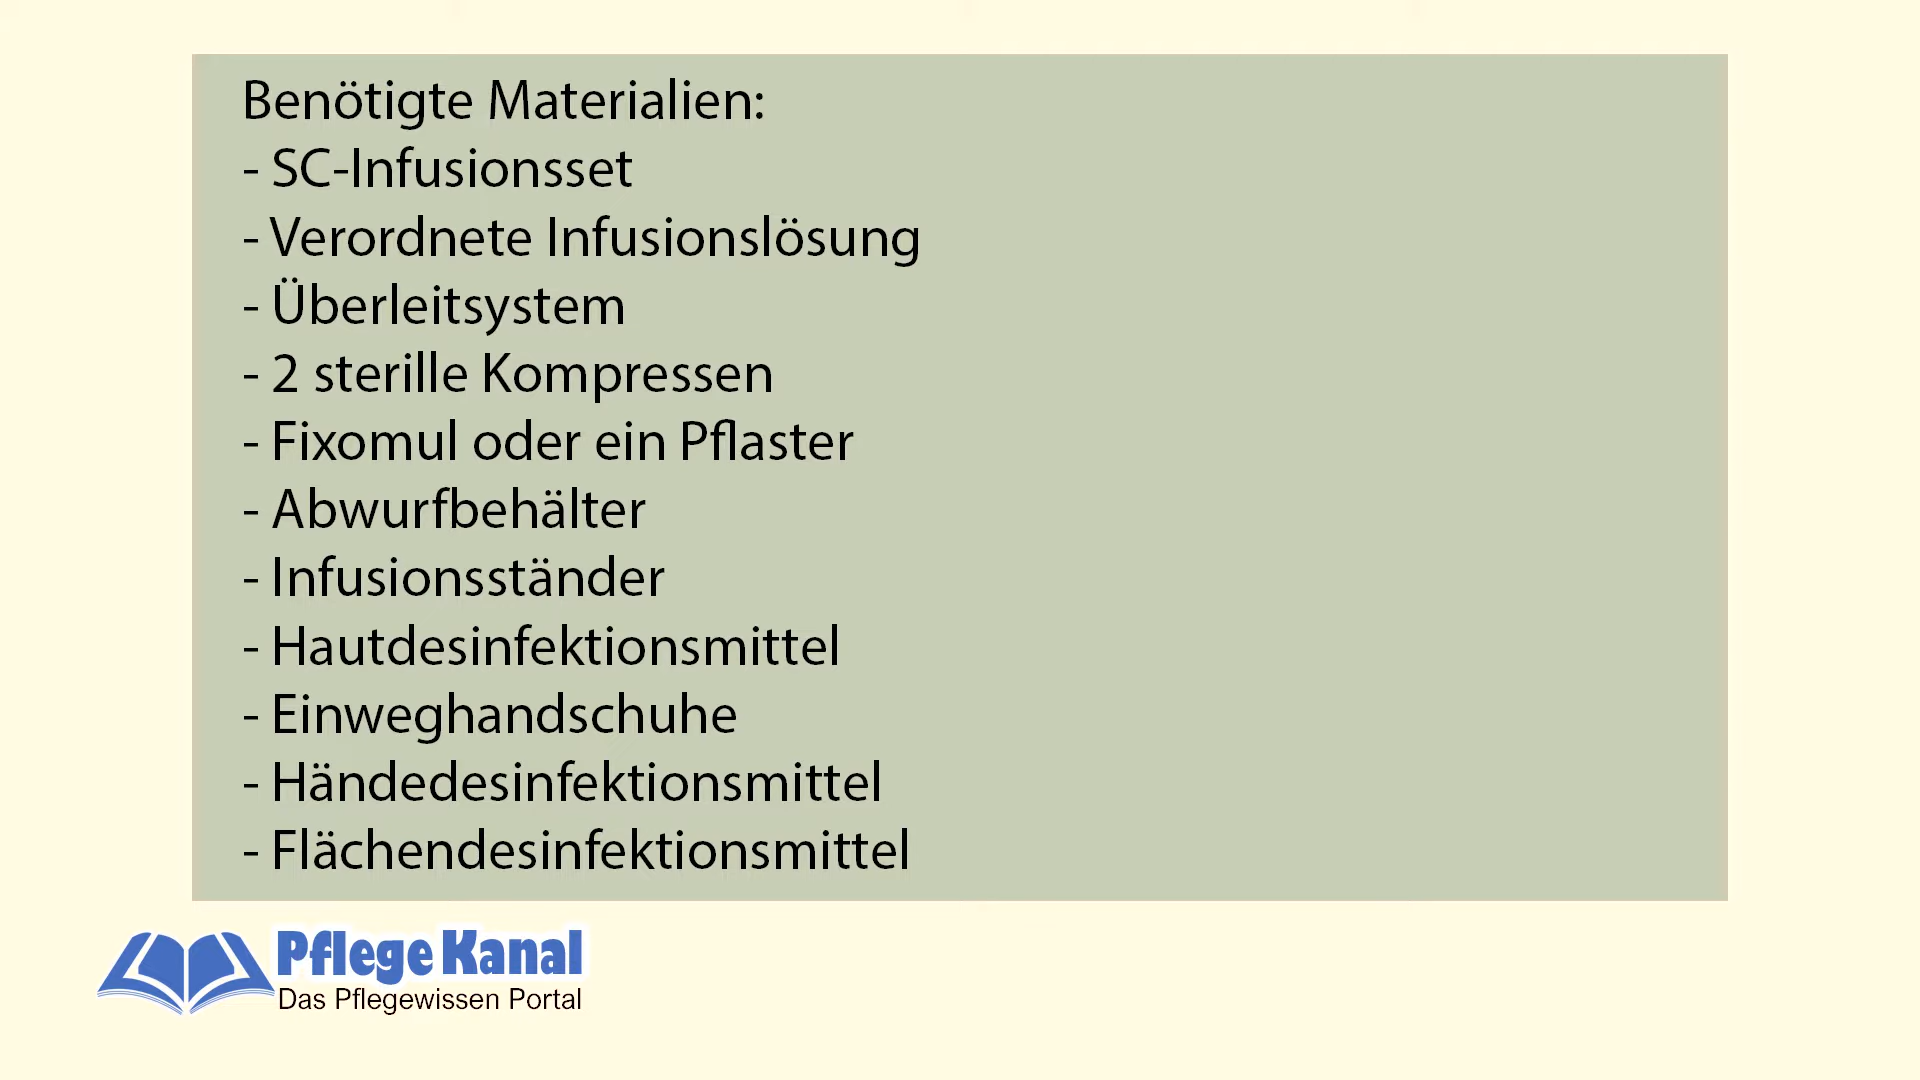 Benötigte Materialien:
- SC-Infusionsset
- Verordnete Infusionslösung
- Überleitsystem
- 2 sterille Kompressen
- Fixomul oder ein Pflaster
- Abwurfbehälter
- Infusionsständer
- Hautdesinfektionsmittel
- Einweghandschuhe
- Händedesinfektionsmittel
- Flächendesinfektionsmittel
Pflege Kanal
Das Pflegewissen Portal